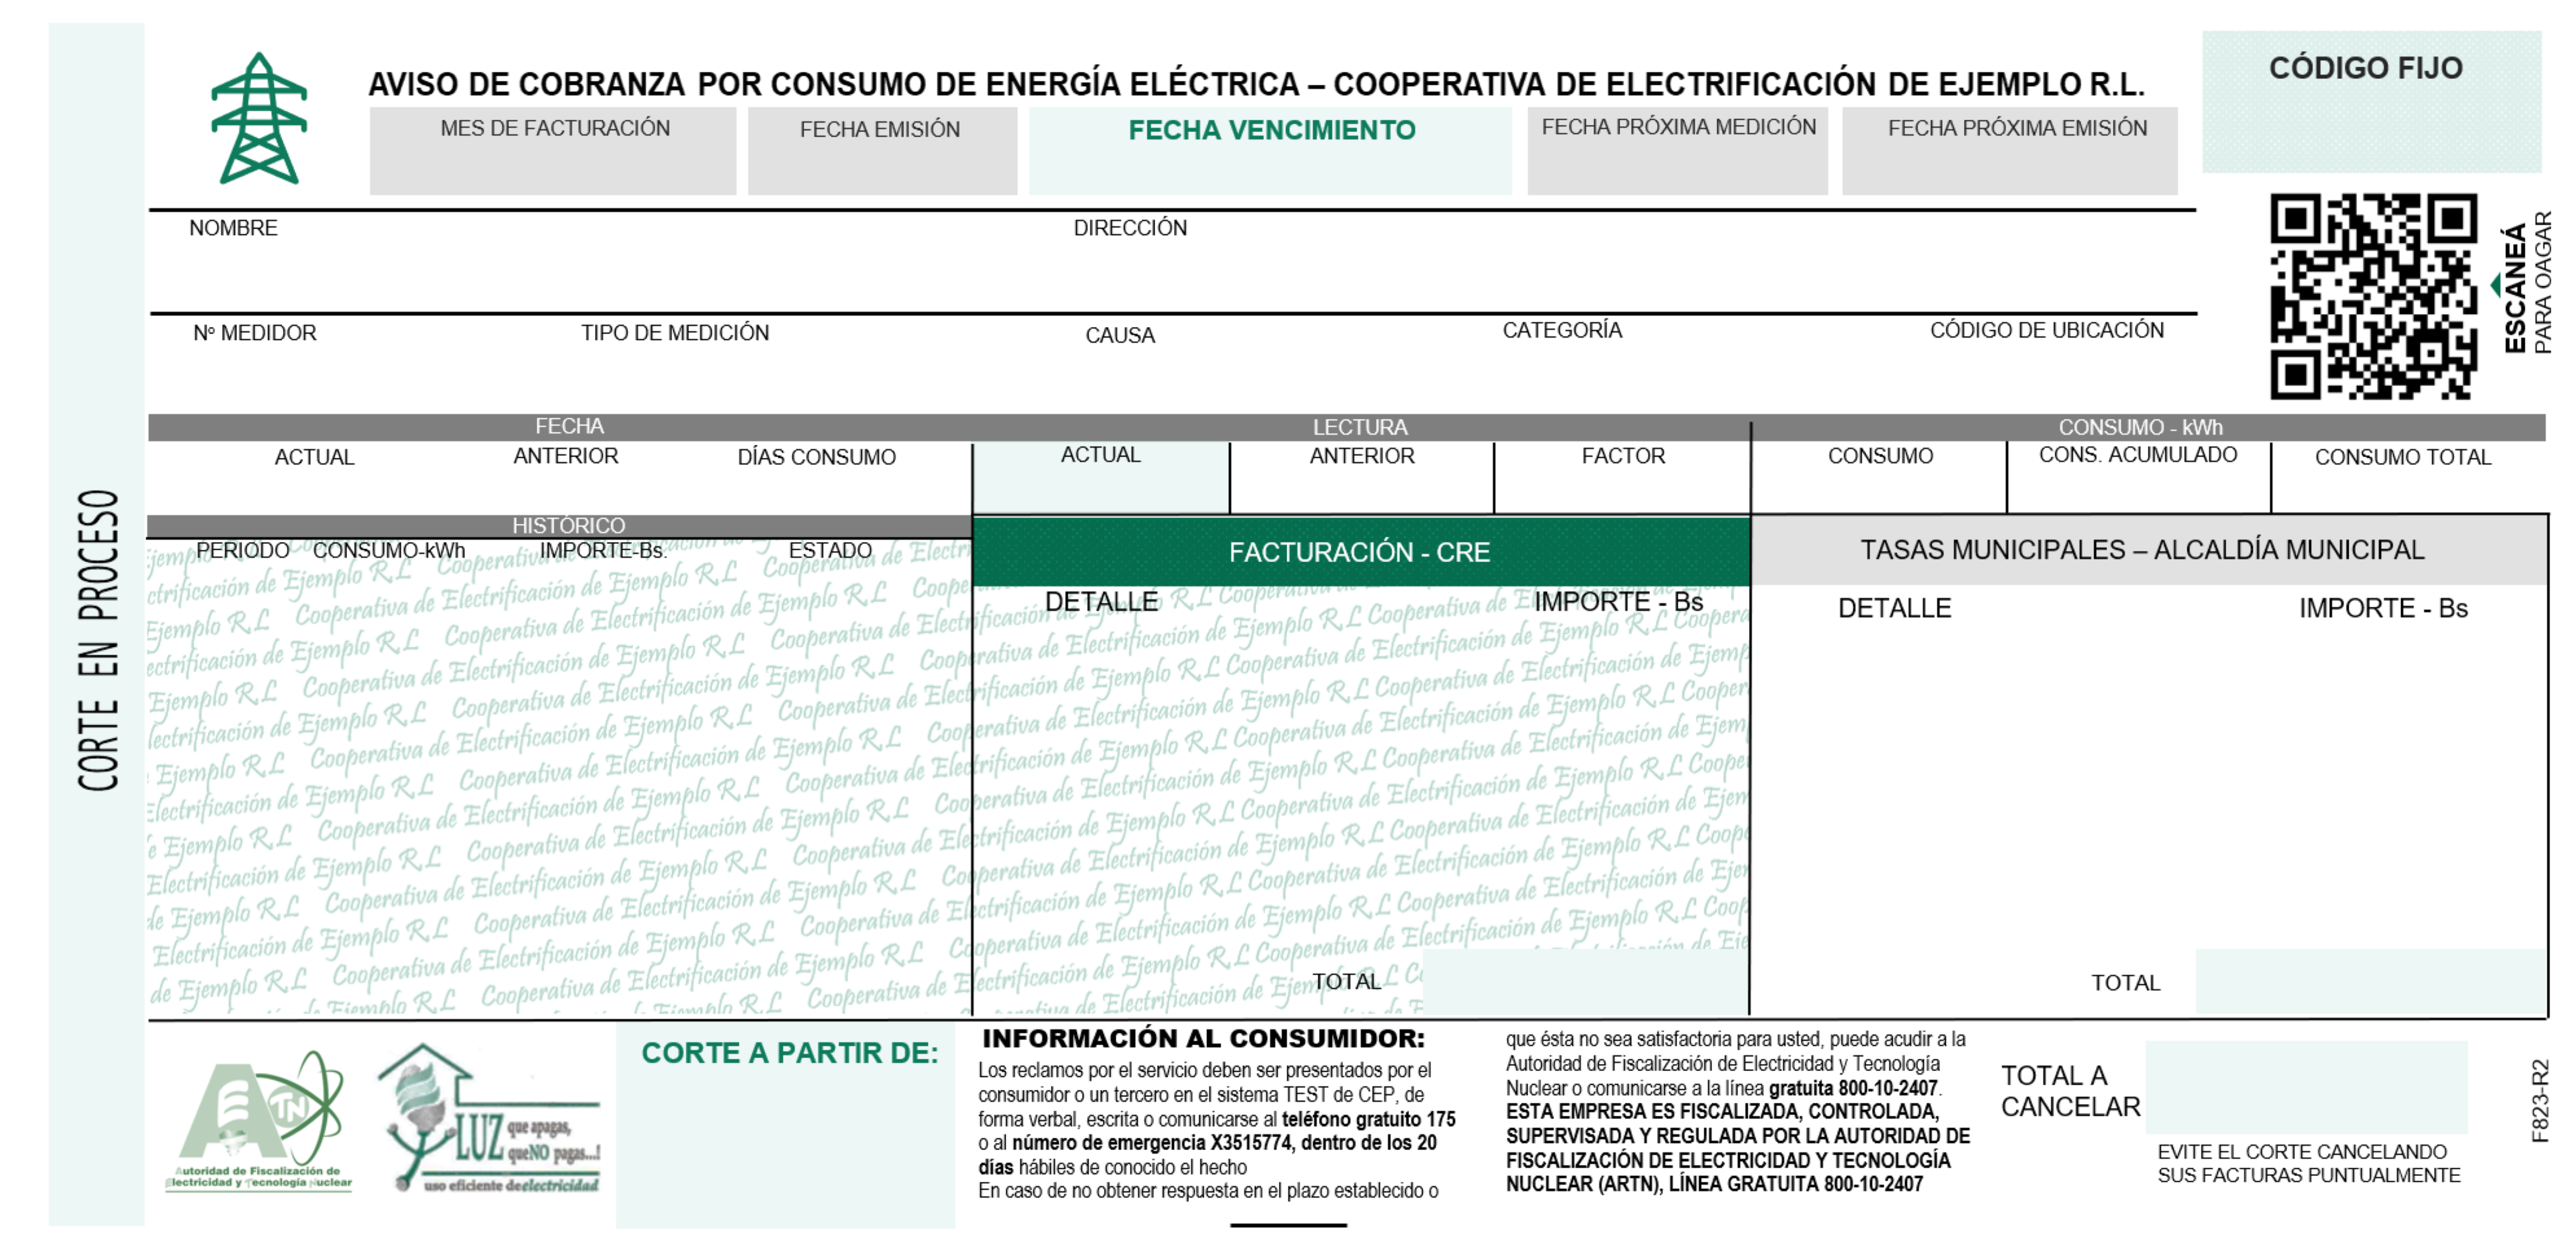 AVISO DE COBRANZA POR CONSUMO DE ENERGÍA ELÉCTRICA – COOPERATIVA DE ELECTRIFICACIÓN DE EJEMPLO R.L.
CÓDIGO FIJO
MES DE FACTURACIÓN
FECHA EMISIÓN
FECHA VENCIMIENTO
FECHA PRÓXIMA MEDICIÓN
FECHA PRÓXIMA EMISIÓN
NOMBRE
DIRECCIÓN
ESCANEÁ
PARA OAGAR
Nº MEDIDOR
TIPO DE MEDICIÓN
CAUSA
CATEGORÍA
CÓDIGO DE UBICACIÓN
FECHA
LECTURA
CONSUMO - kWh
ACTUAL
ANTERIOR
DÍAS CONSUMO
ACTUAL
ANTERIOR
FACTOR
CONSUMO
CONS. ACUMULADO
CONSUMO TOTAL
CORTE EN PROCESO
HISTÓRICO
PERIODO
CONSUMO-kWh
IMPORTE-Bs.
ESTADO
FACTURACIÓN - CRE
DETALLE
IMPORTE - Bs
TOTAL
TASAS MUNICIPALES – ALCALDÍA MUNICIPAL
DETALLE
IMPORTE - Bs
TOTAL
Cooperativa de Electrificación de Ejemplo R.L
AETN
Autoridad de Fiscalización de
Electricidad y Tecnología Nuclear
LUZ que apagas,
queNO pagas...!
uso eficiente deelectricidad
CORTE A PARTIR DE:
INFORMACIÓN AL CONSUMIDOR:
Los reclamos por el servicio deben ser presentados por el
consumidor o un tercero en el sistema TEST de CEP, de
forma verbal, escrita o comunicarse al teléfono gratuito 175
o al número de emergencia X3515774, dentro de los 20
días hábiles de conocido el hecho
En caso de no obtener respuesta en el plazo establecido o
que ésta no sea satisfactoria para usted, puede acudir a la
Autoridad de Fiscalización de Electricidad y Tecnología
Nuclear o comunicarse a la línea gratuita 800-10-2407.
ESTA EMPRESA ES FISCALIZADA, CONTROLADA,
SUPERVISADA Y REGULADA POR LA AUTORIDAD DE
FISCALIZACIÓN DE ELECTRICIDAD Y TECNOLOGÍA
NUCLEAR (ARTN), LÍNEA GRATUITA 800-10-2407
TOTAL A
CANCELAR
EVITE EL CORTE CANCELANDO
SUS FACTURAS PUNTUALMENTE
F823-R2